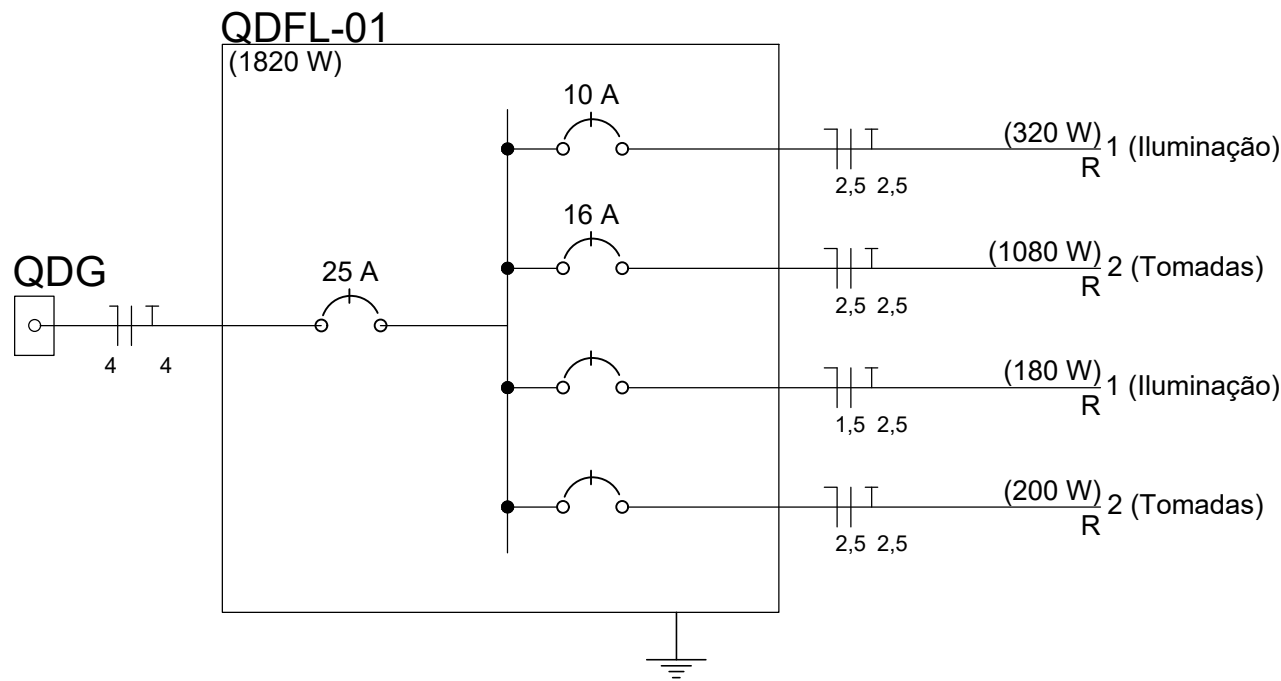 QDFL-01
(1820 W)
10 A
(320 W) 1 (Iluminação)
R
2,5 2,5
16 A
(1080 W) 2 (Tomadas)
R
2,5 2,5
QDG
25 A
4 4
(180 W) 1 (Iluminação)
R
1,5 2,5
(200 W) 2 (Tomadas)
R
2,5 2,5